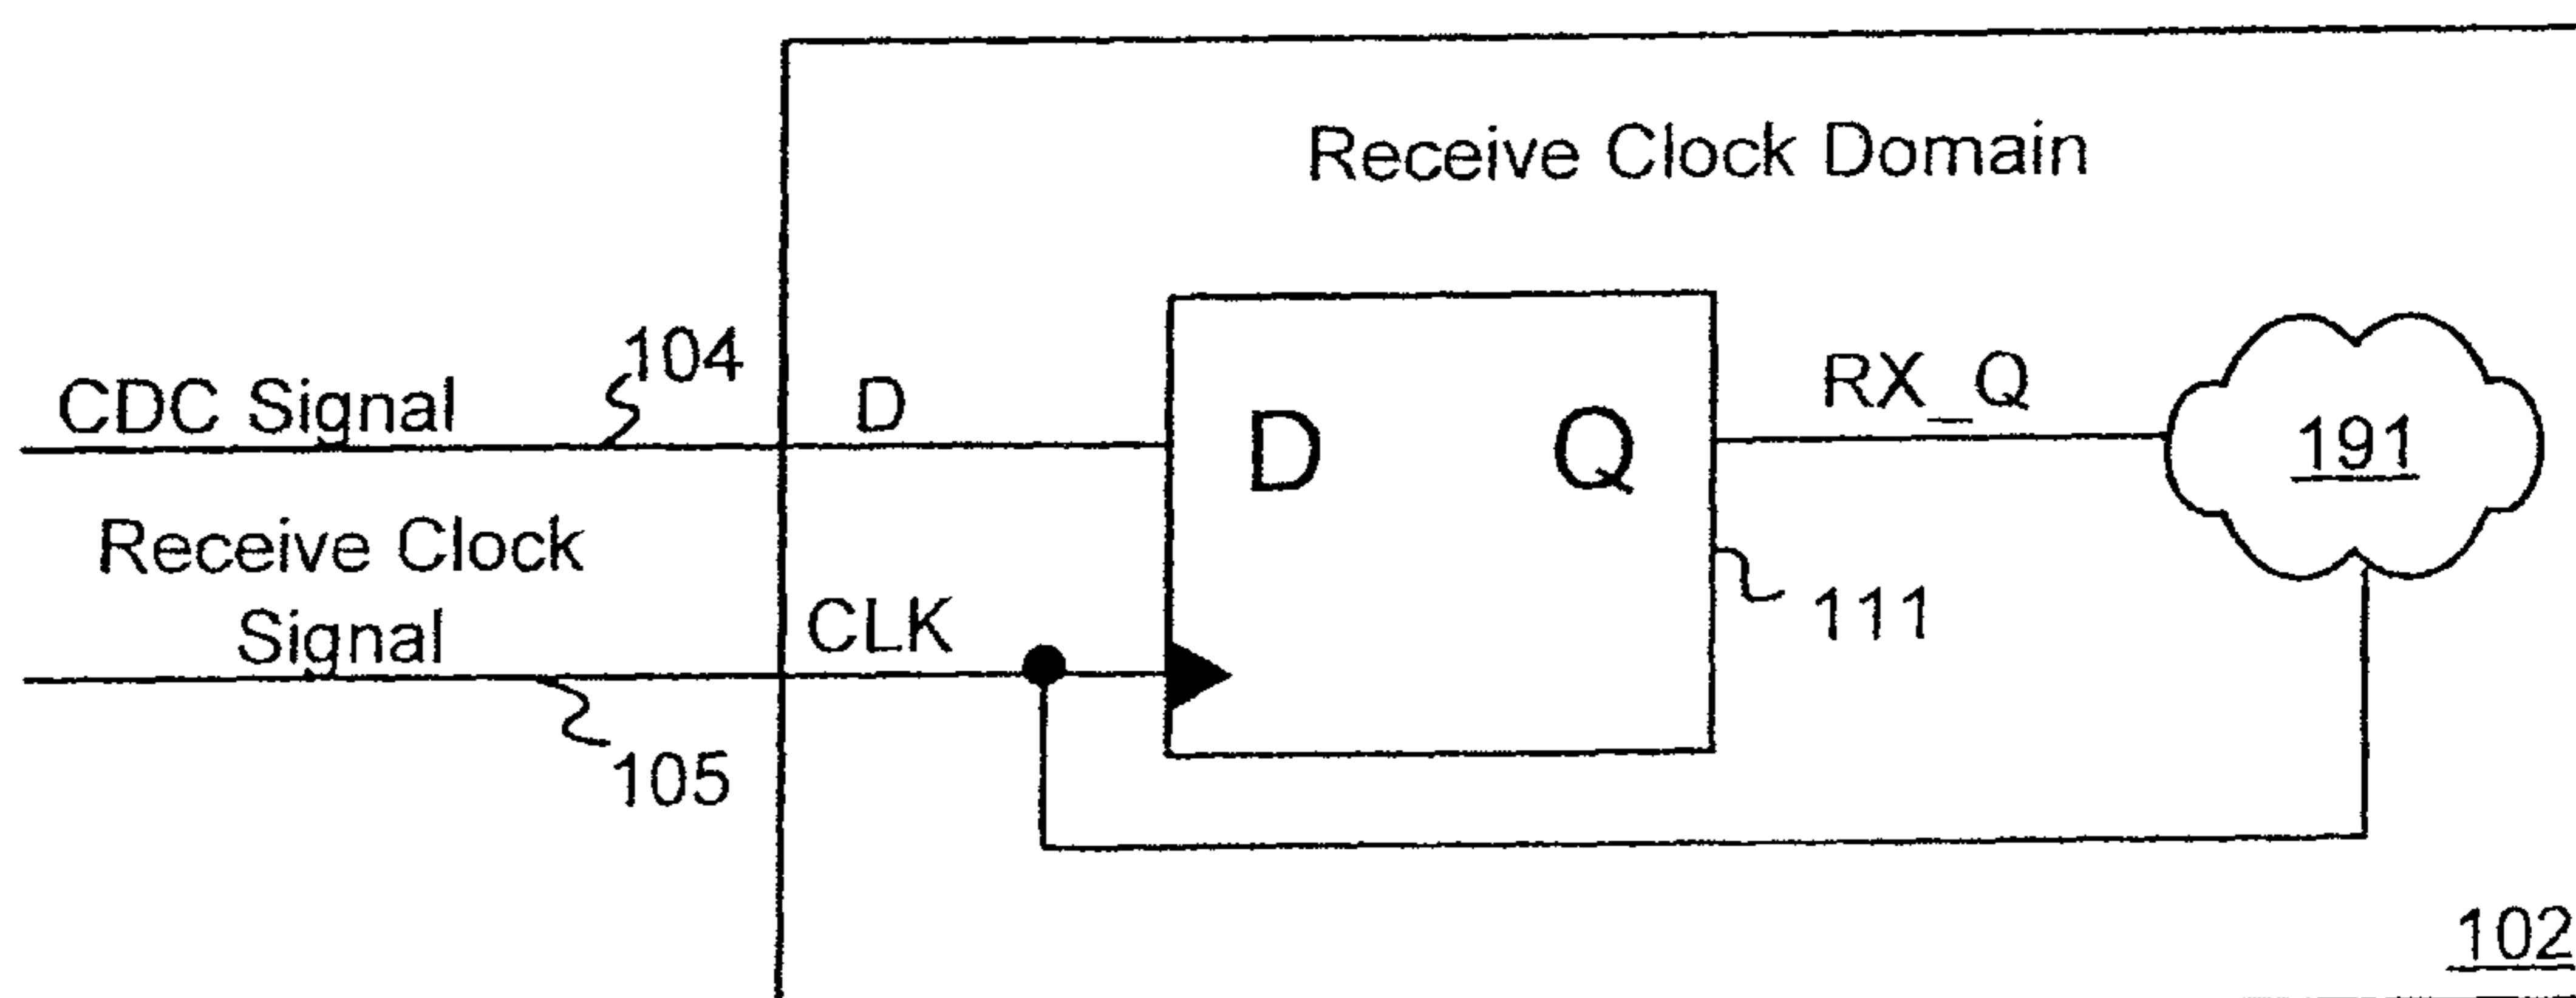 Receive Clock Domain
104
CDC Signal
D
RX_Q
D
Q
191
Receive Clock
Signal
CLK
111
105
102